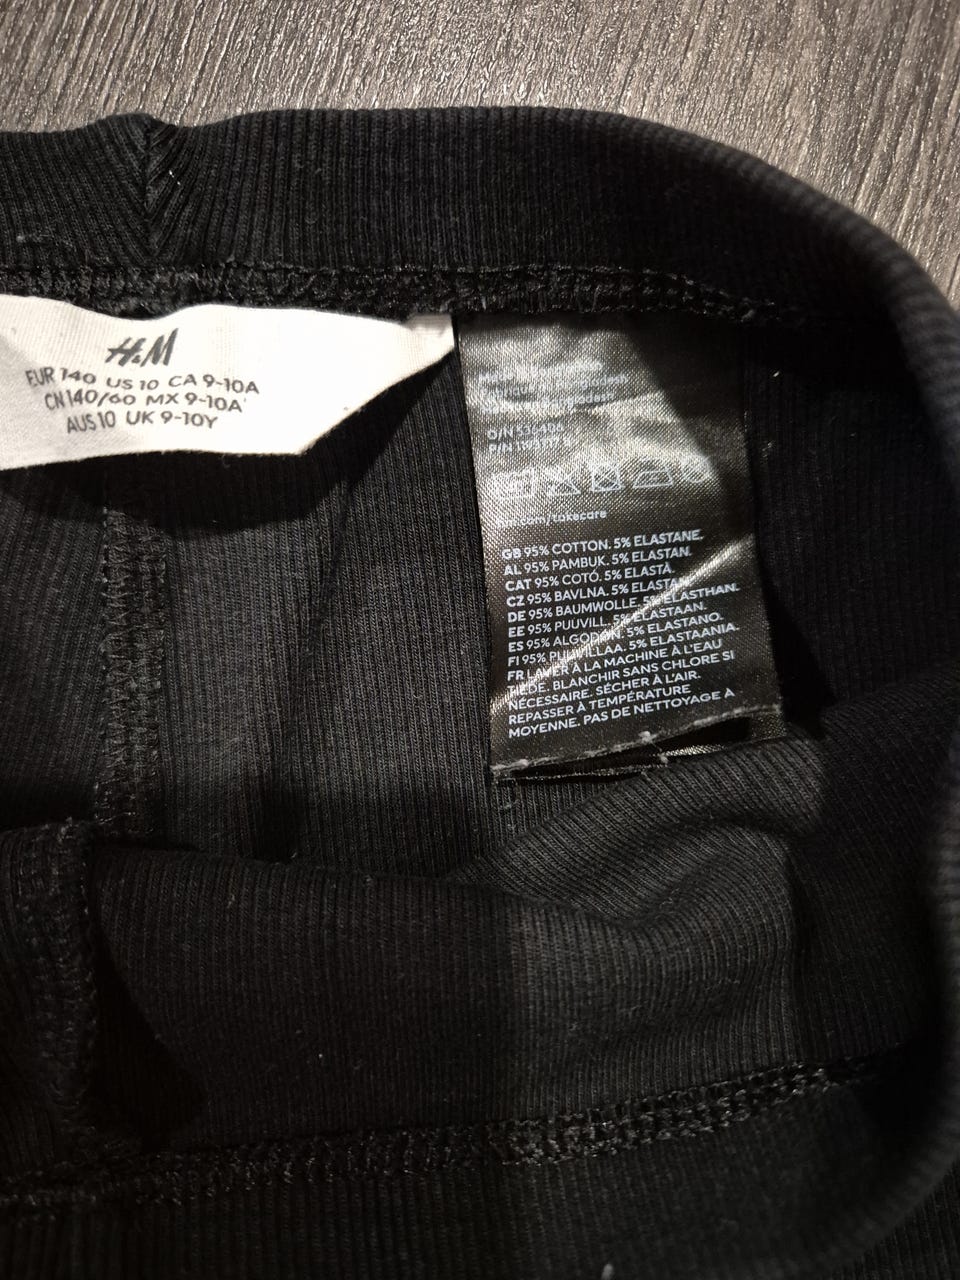 H&M
EUR 140 US 10 CA 9-10A
CN 140/60 MX 9-10A
AUS 10 UK 9-10Y
.com/takecare
GB 95% COTTON. 5% ELASTANE.
AL 95% PAMBUK. 5% ELASTAN.
CAT 95% COTÓ. 5% ELASTÀ.
CZ 95% BAVLNA. 5% ELASTAN.
DE 95% BAUMWOLLE. 5% ELASTHAN.
EE 95% PUUVILL. 5% ELASTAAN.
ES 95% ALGODÓN. 5% ELASTANO.
FI 95% PUUVILLAA. 5% ELASTAANIA.
FR LAVER À LA MACHINE À L'EAU
TIÈDE. BLANCHIR SANS CHLORE SI
NÉCESSAIRE. SÉCHER À L'AIR.
REPASSER À TEMPÉRATURE
MOYENNE. PAS DE NETTOYAGE À